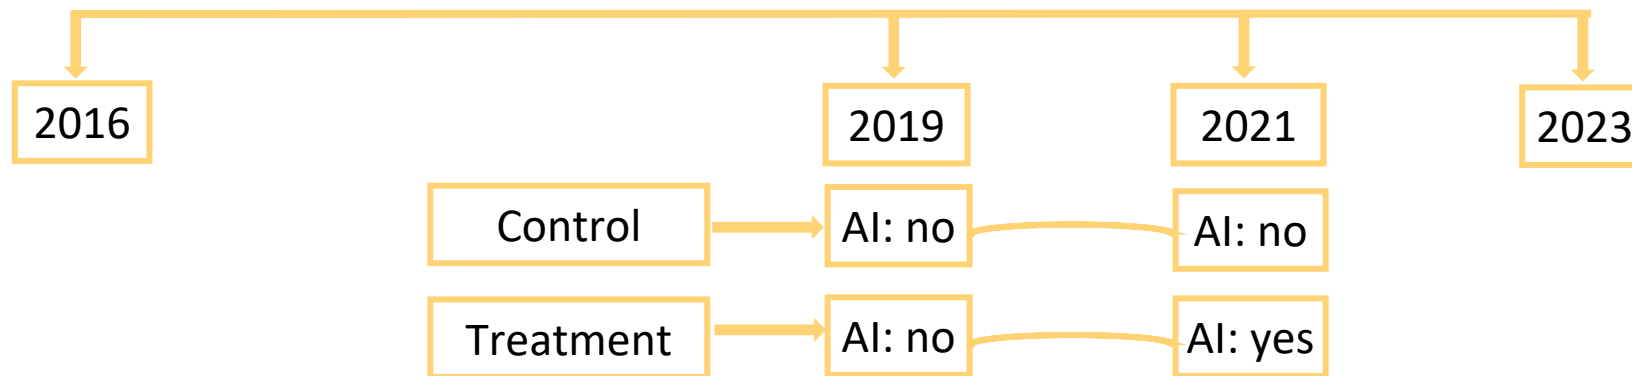 2016
2019
2021
2023
Control
AI: no
AI: no
Treatment
AI: no
AI: yes